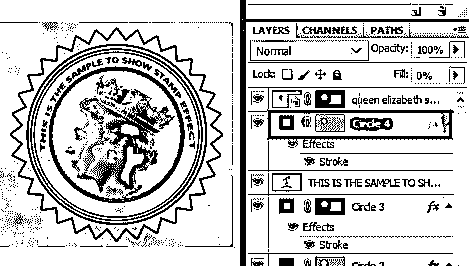 THIS IS THE SAMPLE TO SHOW STAMP EFFECT
LAYERS CHANNELS PATHS
Normal Opacity: 100%
Lock: Fill: 0%
queen elizabeth s...
Circle 4 fx
Effects
Stroke
THIS IS THE SAMPLE TO SH...
Circle 3 fx
Effects
Stroke